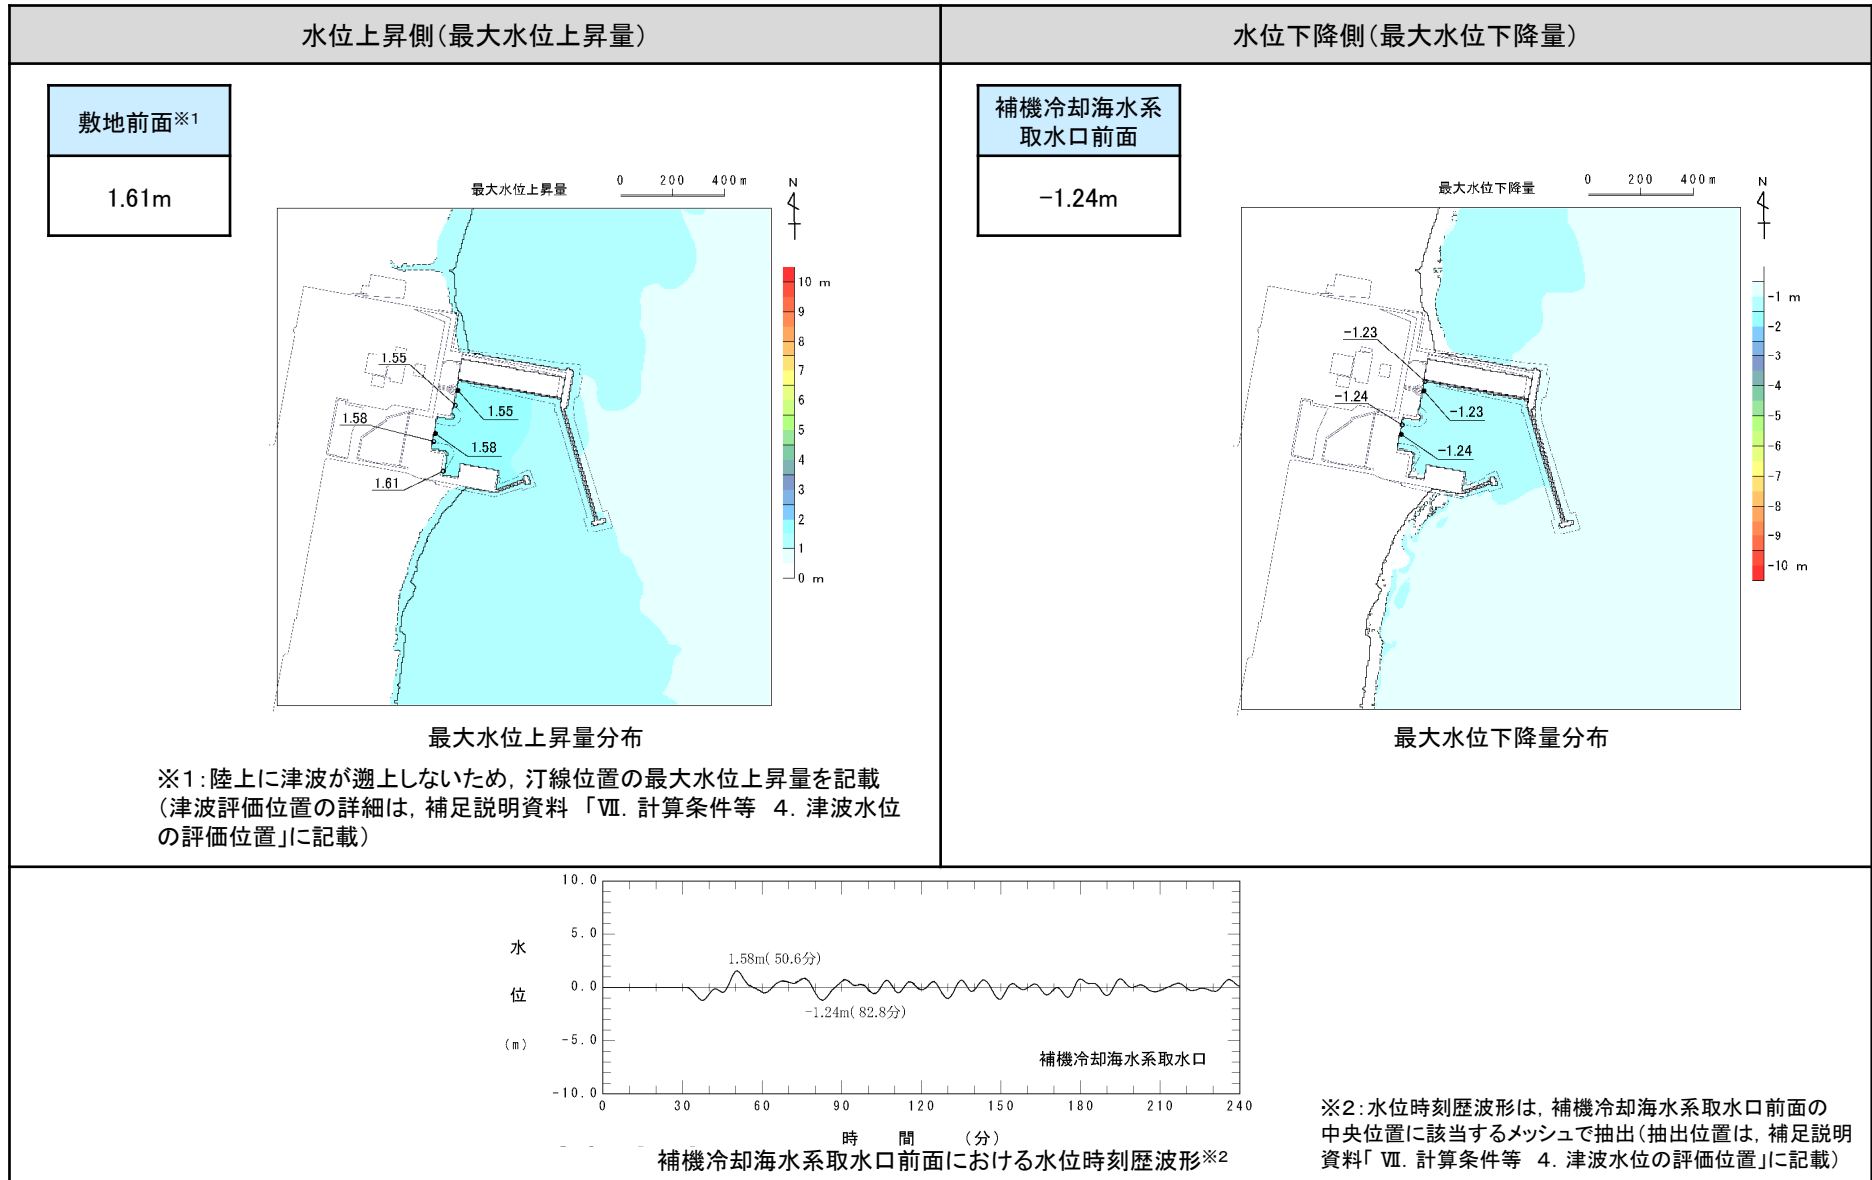 水位上昇側(最大水位上昇量)
水位下降側(最大水位下降量)
敷地前面※1
1.61m
最大水位上昇量
0 200 400m
N
10 m
9
8
7
6
5
4
3
2
1
0 m
1.55
1.55
1.58
1.58
1.61
最大水位上昇量分布
※1:陸上に津波が遡上しないため, 汀線位置の最大水位上昇量を記載
(津波評価位置の詳細は, 補足説明資料 「Ⅶ. 計算条件等 4. 津波水位
の評価位置」に記載)
補機冷却海水系
取水口前面
-1.24m
最大水位下降量
0 200 400m
N
-1 m
-2
-3
-4
-5
-6
-7
-8
-9
-10 m
-1.23
-1.24
-1.23
-1.24
最大水位下降量分布
10.0
5.0
0.0
-5.0
-10.0
水
位
(m)
1.58m( 50.6分)
-1.24m( 82.8分)
補機冷却海水系取水口
0 30 60 90 120 150 180 210 240
時 間 (分)
補機冷却海水系取水口前面における水位時刻歴波形※2
※2:水位時刻歴波形は, 補機冷却海水系取水口前面の
中央位置に該当するメッシュで抽出(抽出位置は, 補足説明
資料「 Ⅶ. 計算条件等 4. 津波水位の評価位置」に記載)